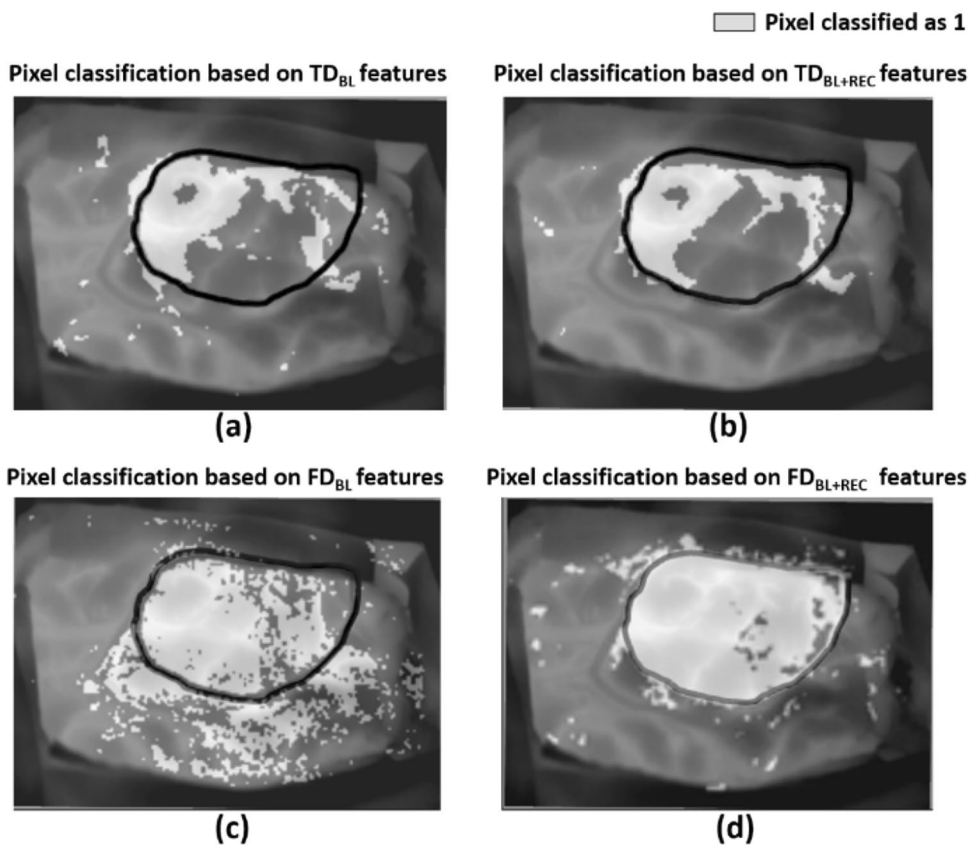 Pixel classified as 1
Pixel classification based on TD_BL features
Pixel classification based on TD_BL+REC features
(a)
(b)
Pixel classification based on FD_BL features
Pixel classification based on FD_BL+REC features
(c)
(d)